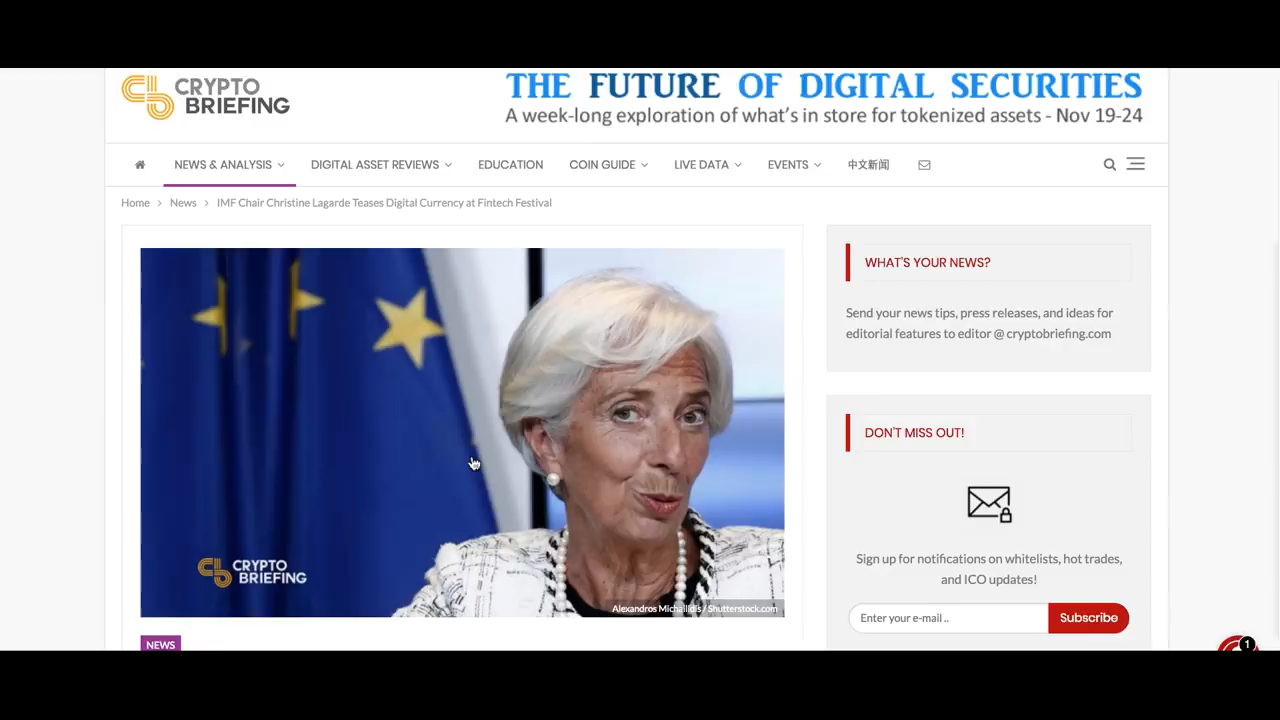 CRYPTO
BRIEFING
THE FUTURE OF DIGITAL SECURITIES
A week-long exploration of what's in store for tokenized assets - Nov 19-24
NEWS & ANALYSIS DIGITAL ASSET REVIEWS EDUCATION COIN GUIDE LIVE DATA EVENTS 中文新闻
Home > News > IMF Chair Christine Lagarde Teases Digital Currency at Fintech Festival
CRYPTO
BRIEFING
Alexandros Michailidis / Shutterstock.com
NEWS
WHAT'S YOUR NEWS?
Send your news tips, press releases, and ideas for
editorial features to editor @ cryptobriefing.com
DON'T MISS OUT!
Sign up for notifications on whitelists, hot trades,
and ICO updates!
Enter your e-mail .. Subscribe
1